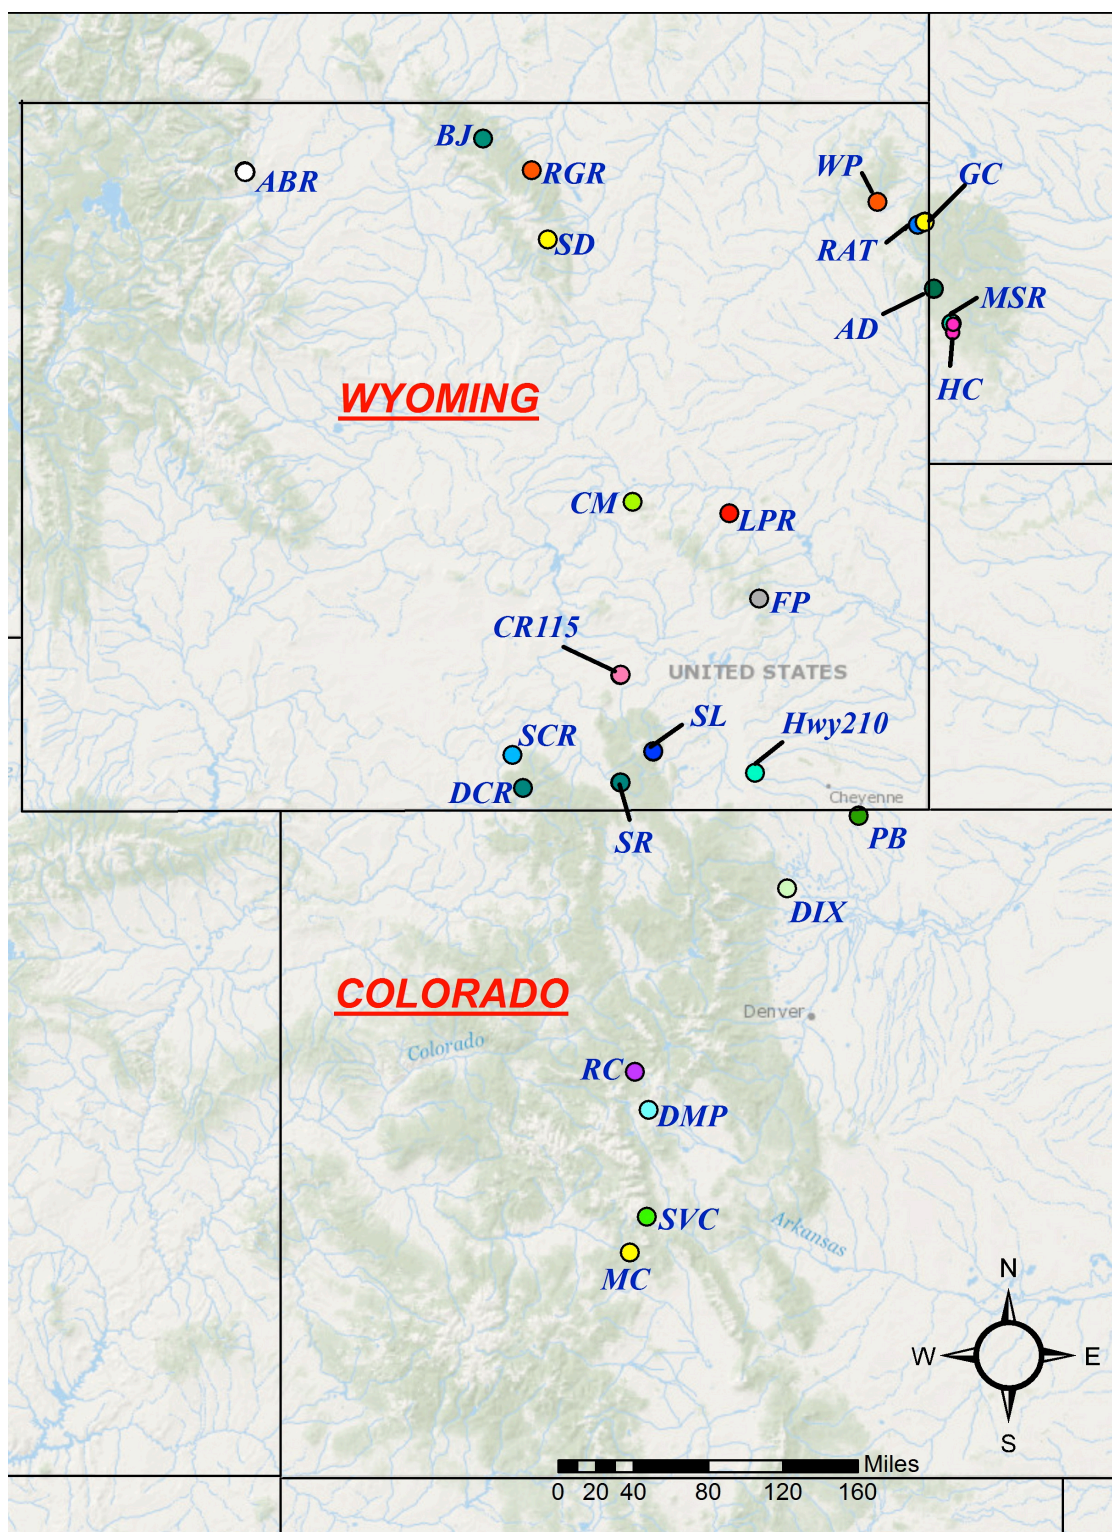 BJ
RGR
ABR
WP
GC
RAT
SD
MSR
AD
HC
WYOMING
CM
LPR
FP
CR115
UNITED STATES
SL
Hwy210
SCR
DCR
Cheyenne
SR
PB
DIX
COLORADO
Denver
Colorado
RC
DMP
SVC
Arkansas
MC
N
W E
S
Miles
0 20 40 80 120 160